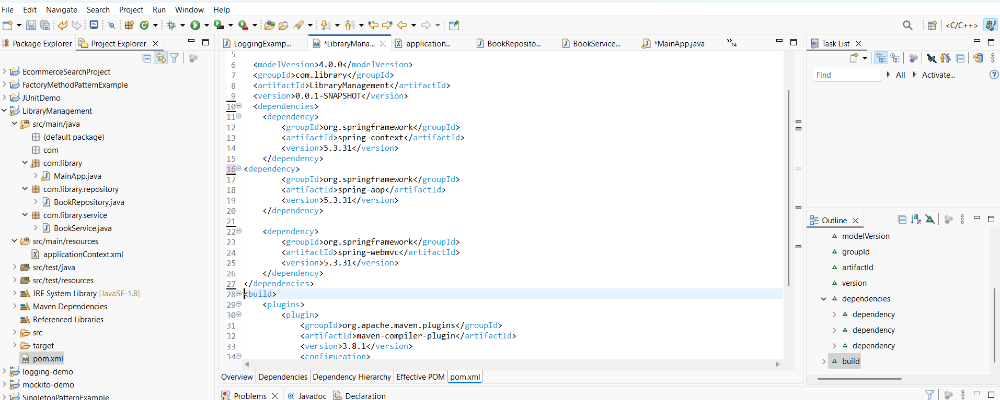 File Edit Navigate Search Project Run Window Help
<C/C++>
Package Explorer Project Explorer
EcommerceSearchProject
FactoryMethodPatternExample
JUnitDemo
LibraryManagement
src/main/java
(default package)
com
com.library
MainApp.java
com.library.repository
BookRepository.java
com.library.service
BookService.java
src/main/resources
applicationContext.xml
src/test/java
src/test/resources
JRE System Library [JavaSE-1.8]
Maven Dependencies
Referenced Libraries
src
target
pom.xml
logging-demo
mockito-demo
SingletonPatternExample
LoggingExamp... *LibraryMana... application... BookReposito... BookService... *MainApp.java »14
5
6 <modelVersion>4.0.0</modelVersion>
7 <groupId>com.library</groupId>
8 <artifactId>LibraryManagement</artifactId>
9 <version>0.0.1-SNAPSHOT</version>
10 <dependencies>
11 <dependency>
12 <groupId>org.springframework</groupId>
13 <artifactId>spring-context</artifactId>
14 <version>5.3.31</version>
15 </dependency>
16 <dependency>
17 <groupId>org.springframework</groupId>
18 <artifactId>spring-aop</artifactId>
19 <version>5.3.31</version>
20 </dependency>
21
22 <dependency>
23 <groupId>org.springframework</groupId>
24 <artifactId>spring-webmvc</artifactId>
25 <version>5.3.31</version>
26 </dependency>
27 </dependencies>
28 <build>
29 <plugins>
30 <plugin>
31 <groupId>org.apache.maven.plugins</groupId>
32 <artifactId>maven-compiler-plugin</artifactId>
33 <version>3.8.1</version>
34 <configuration>
Overview Dependencies Dependency Hierarchy Effective POM pom.xml
Problems @ Javadoc Declaration
Task List
Find All Activate...
Outline
modelVersion
groupId
artifactId
version
dependencies
dependency
dependency
dependency
build